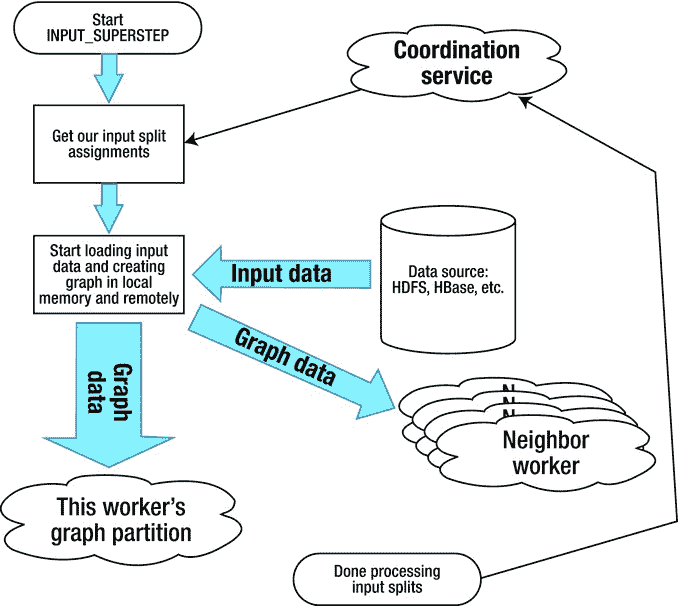 Start
INPUT_SUPERSTEP
Coordination
service
Get our input split
assignments
Start loading input
data and creating
graph in local
memory and remotely
Input data
Data source:
HDFS, HBase, etc.
Graph data
Graph
data
N
N
Neighbor
worker
This worker's
graph partition
Done processing
input splits